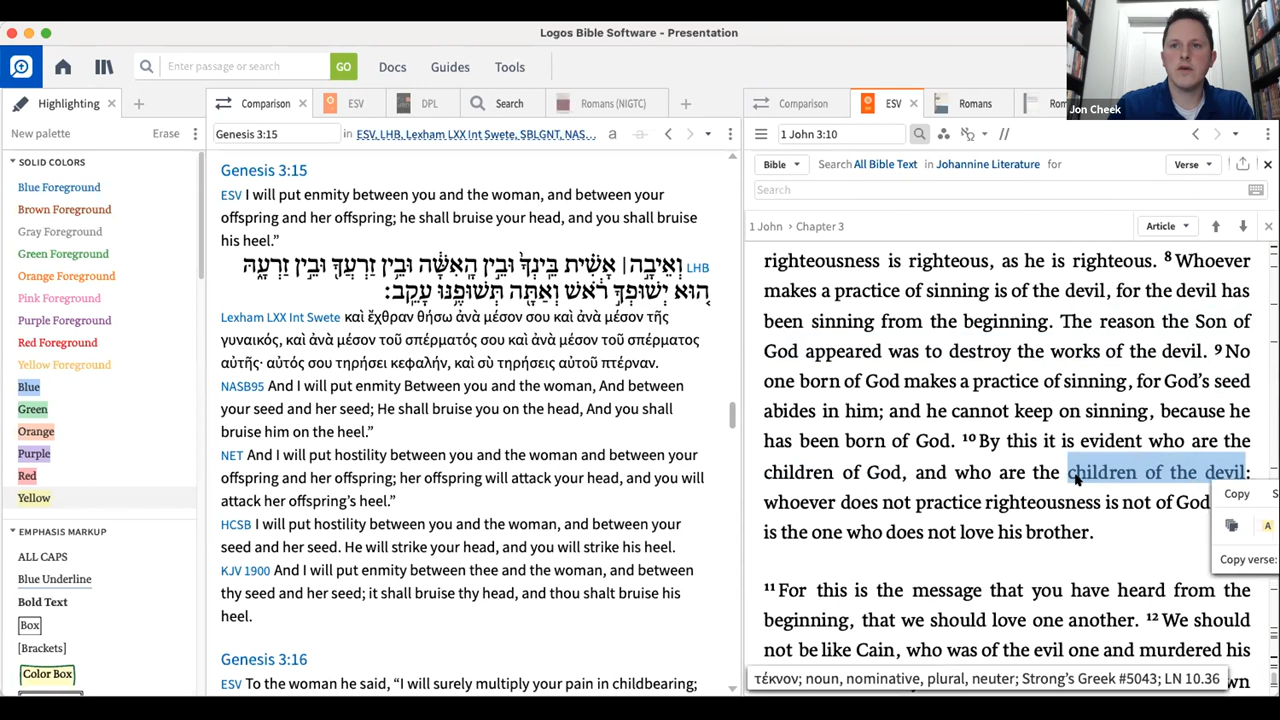 Logos Bible Software - Presentation
Enter passage or search
GO
Docs
Guides
Tools
Jon Cheek
Highlighting
New palette
Erase
SOLID COLORS
Blue Foreground
Brown Foreground
Gray Foreground
Green Foreground
Orange Foreground
Pink Foreground
Purple Foreground
Red Foreground
Yellow Foreground
Blue
Green
Orange
Purple
Red
Yellow
EMPHASIS MARKUP
ALL CAPS
Blue Underline
Bold Text
Box
[Brackets]
Color Box
Comparison
ESV
DPL
Search
Romans (NIGTC)
Genesis 3:15
in ESV, LHB, Lexham LXX Int Swete, SBLGNT, NAS...
a
Genesis 3:15
ESV I will put enmity between you and the woman, and between your
offspring and her offspring; he shall bruise your head, and you shall bruise
his heel.”
LHB וְאֵיבָ֣ה׀ אָשִׁ֗ית בֵּֽינְךָ֙ וּבֵ֣ין הָֽאִשָּׁ֔ה וּבֵ֥ין זַרְעֲךָ֖ וּבֵ֣ין זַרְעָ֑הּ
ה֚וּא יְשׁוּפְךָ֣ רֹ֔אשׁ וְאַתָּ֖ה תְּשׁוּפֶ֥נּוּ עָקֵֽב׃
Lexham LXX Int Swete καὶ ἔχθραν θήσω ἀνὰ μέσον σου καὶ ἀνὰ μέσον τῆς
γυναικός, καὶ ἀνὰ μέσον τοῦ σπέρματός σου καὶ ἀνὰ μέσον τοῦ σπέρματος
αὐτῆς· αὐτός σου τηρήσει κεφαλήν, καὶ σὺ τηρήσεις αὐτοῦ πτέρναν.
NASB95 And I will put enmity Between you and the woman, And between
your seed and her seed; He shall bruise you on the head, And you shall
bruise him on the heel.”
NET And I will put hostility between you and the woman and between
your offspring and her offspring; her offspring will attack your head, and you will
attack her offspring’s heel.”
HCSB I will put hostility between you and the woman, and between your
seed and her seed. He will strike your head, and you will strike his heel.
KJV 1900 And I will put enmity between thee and the woman, and between
thy seed and her seed; it shall bruise thy head, and thou shalt bruise his
heel.
Genesis 3:16
ESV To the woman he said, “I will surely multiply your pain in childbearing;
Comparison
ESV
Romans
1 John 3:10
Bible
Search All Bible Text in Johannine Literature for
Verse
Search
1 John › Chapter 3
Article
righteousness is righteous, as he is righteous. 8 Whoever
makes a practice of sinning is of the devil, for the devil has
been sinning from the beginning. The reason the Son of
God appeared was to destroy the works of the devil. 9 No
one born of God makes a practice of sinning, for God’s seed
abides in him; and he cannot keep on sinning, because he
has been born of God. 10 By this it is evident who are the
children of God, and who are the children of the devil:
whoever does not practice righteousness is not of God
is the one who does not love his brother.
Copy
S
A
Copy verse:
11 For this is the message that you have heard from the
beginning, that we should love one another. 12 We should
not be like Cain, who was of the evil one and murdered his
τέκνον; noun, nominative, plural, neuter; Strong’s Greek #5043; LN 10.36
wn